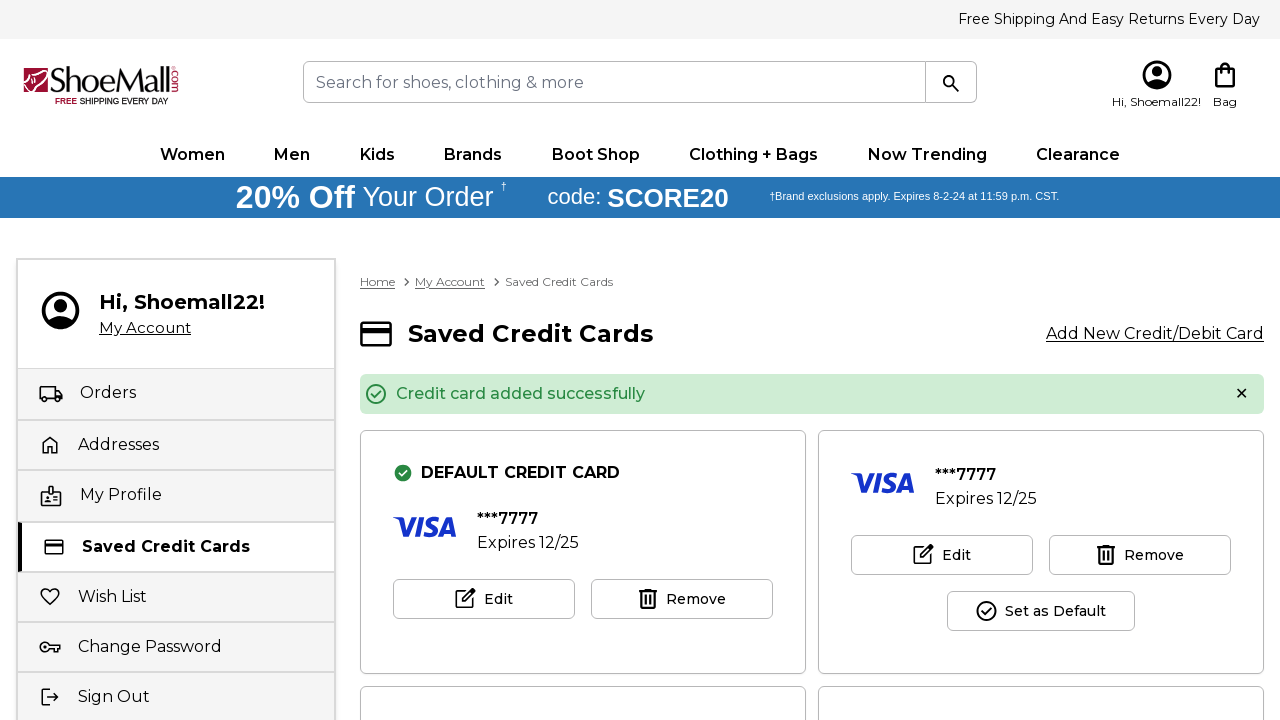 Free Shipping And Easy Returns Every Day
ShoeMall.com
FREE SHIPPING EVERY DAY
Search for shoes, clothing & more
Hi, Shoemall22!
Bag
Women
Men
Kids
Brands
Boot Shop
Clothing + Bags
Now Trending
Clearance
20% Off Your Order † code: SCORE20 †Brand exclusions apply. Expires 8-2-24 at 11:59 p.m. CST.
Hi, Shoemall22!
My Account
Orders
Addresses
My Profile
Saved Credit Cards
Wish List
Change Password
Sign Out
Home > My Account > Saved Credit Cards
Saved Credit Cards
Add New Credit/Debit Card
Credit card added successfully
DEFAULT CREDIT CARD
VISA
***7777
Expires 12/25
Edit
Remove
VISA
***7777
Expires 12/25
Edit
Remove
Set as Default